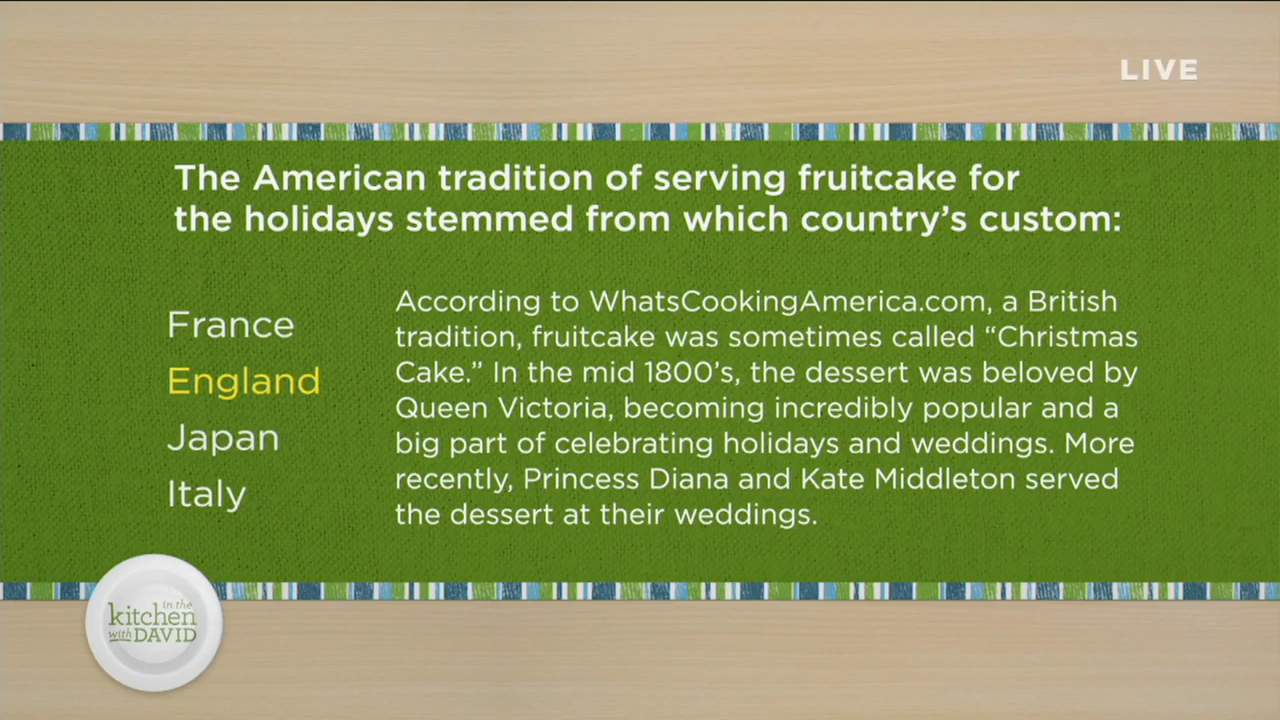 LIVE
The American tradition of serving fruitcake for
the holidays stemmed from which country’s custom:
France
England
Japan
Italy
According to WhatsCookingAmerica.com, a British
tradition, fruitcake was sometimes called “Christmas
Cake.” In the mid 1800’s, the dessert was beloved by
Queen Victoria, becoming incredibly popular and a
big part of celebrating holidays and weddings. More
recently, Princess Diana and Kate Middleton served
the dessert at their weddings.
in the
kitchen
with DAVID